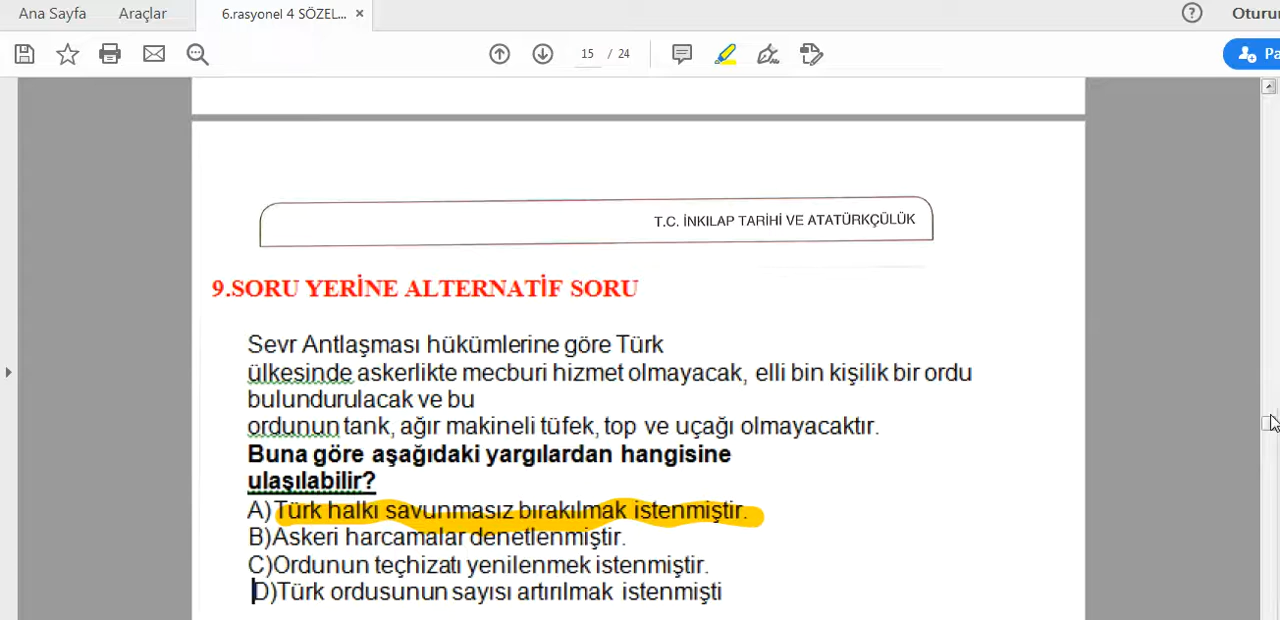 Ana Sayfa Araçlar 6.rasyonel 4 SÖZEL... × ? Oturum
15 / 24 Pa
T.C. İNKILAP TARİHİ VE ATATÜRKÇÜLÜK
9.SORU YERİNE ALTERNATİF SORU
Sevr Antlaşması hükümlerine göre Türk
ülkesinde askerlikte mecburi hizmet olmayacak, elli bin kişilik bir ordu
bulundurulacak ve bu
ordunun tank, ağır makineli tüfek, top ve uçağı olmayacaktır.
Buna göre aşağıdaki yargılardan hangisine
ulaşılabilir?
A)Türk halkı savunmasız bırakılmak istenmiştir.
B)Askeri harcamalar denetlenmiştir.
C)Ordunun teçhizatı yenilenmek istenmiştir.
D)Türk ordusunun sayısı artırılmak istenmişti